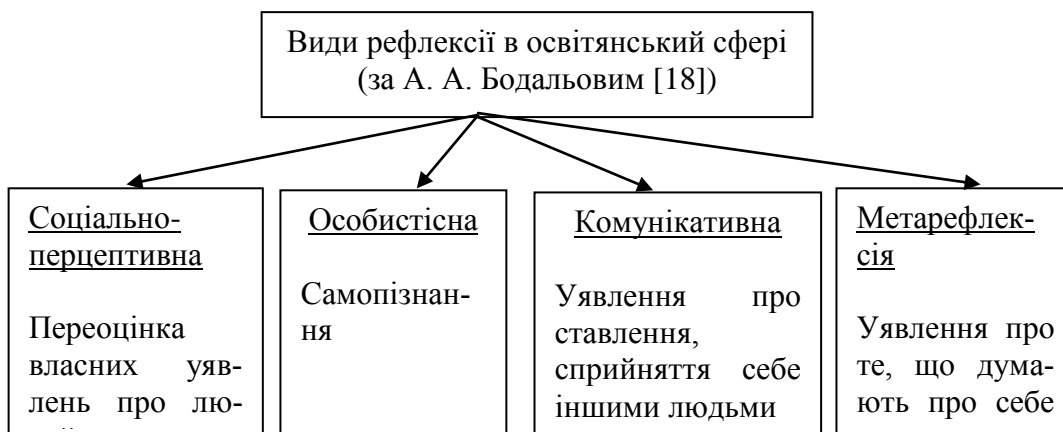 Види рефлексії в освітянський сфері
(за А. А. Бодальовим [18])
Соціально-
перцептивна
Переоцінка
власних уяв-
лень про лю-
Особистісна
Самопізнан-
ня
Комунікативна
Уявлення про
ставлення,
сприйняття себе
іншими людьми
Метарефлек-
сія
Уявлення про
те, що дума-
ють про себе